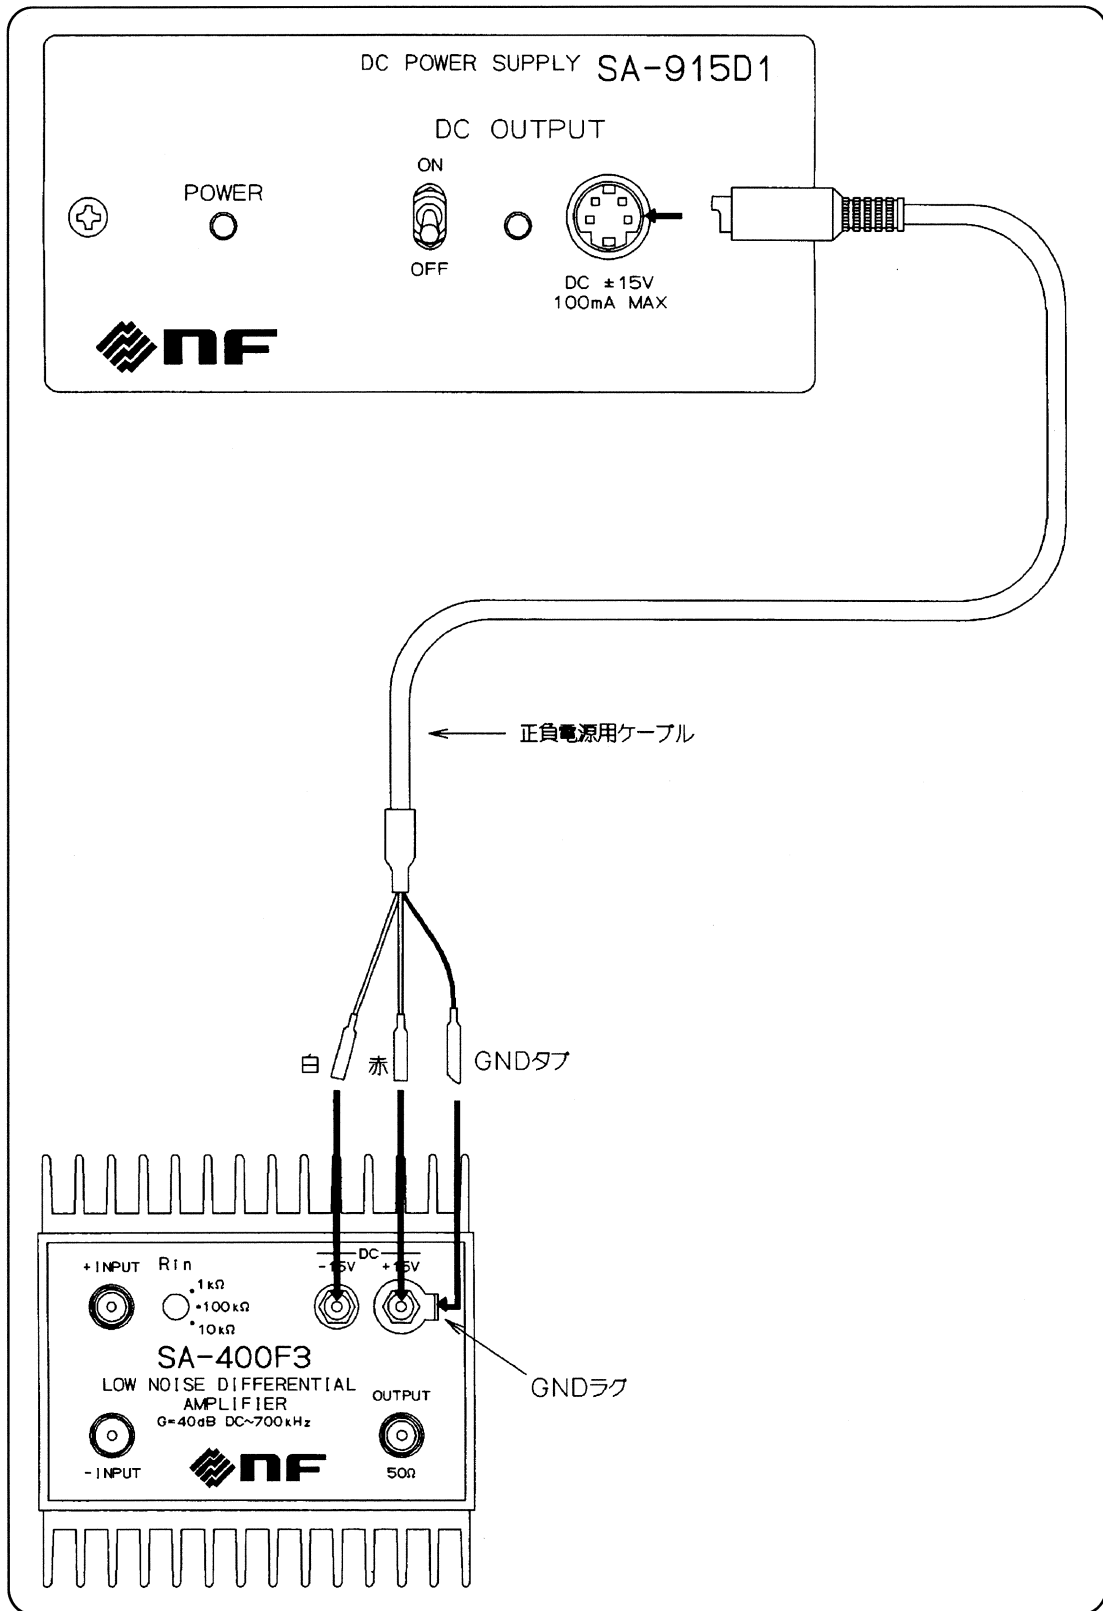 DC POWER SUPPLY SA-915D1
DC OUTPUT
ON
POWER
OFF
DC ±15V
100mA MAX
NF
正負電源用ケーブル
白
赤
GNDタブ
DC
-15V
+15V
+INPUT
Rin
1kΩ
100kΩ
10kΩ
SA-400F3
LOW NOISE DIFFERENTIAL
AMPLIFIER
G=40dB DC~700kHz
OUTPUT
50Ω
-INPUT
NF
GNDラグ